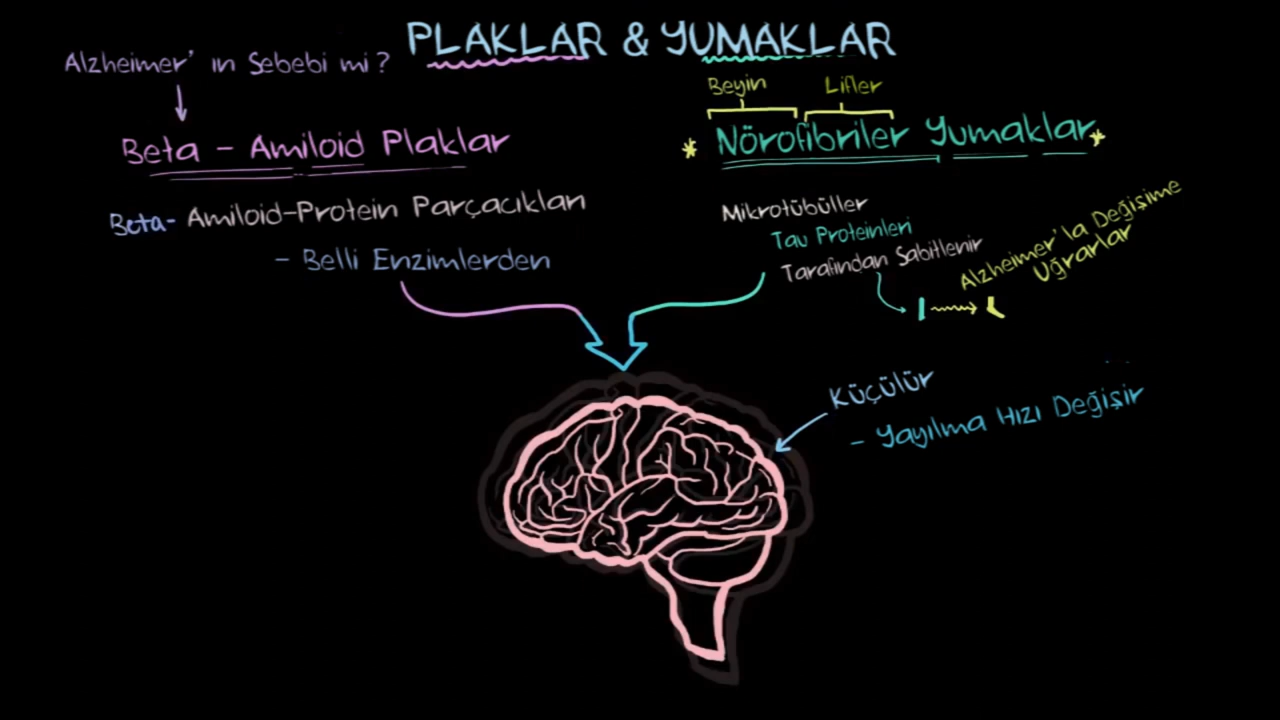 PLAKLAR & YUMAKLAR
Alzheimer' ın Sebebi mi?
Beta - Amiloid Plaklar
Beta- Amiloid-Protein Parçacıkları
- Belli Enzimlerden
Beyin Lifler
* Nörofibriler Yumaklar *
Mikrotübüller
Tau Proteinleri
Tarafından Sabitlenir
Alzheimer'la Değişime
Uğrarlar
Küçülür
- Yayılma Hızı Değişir